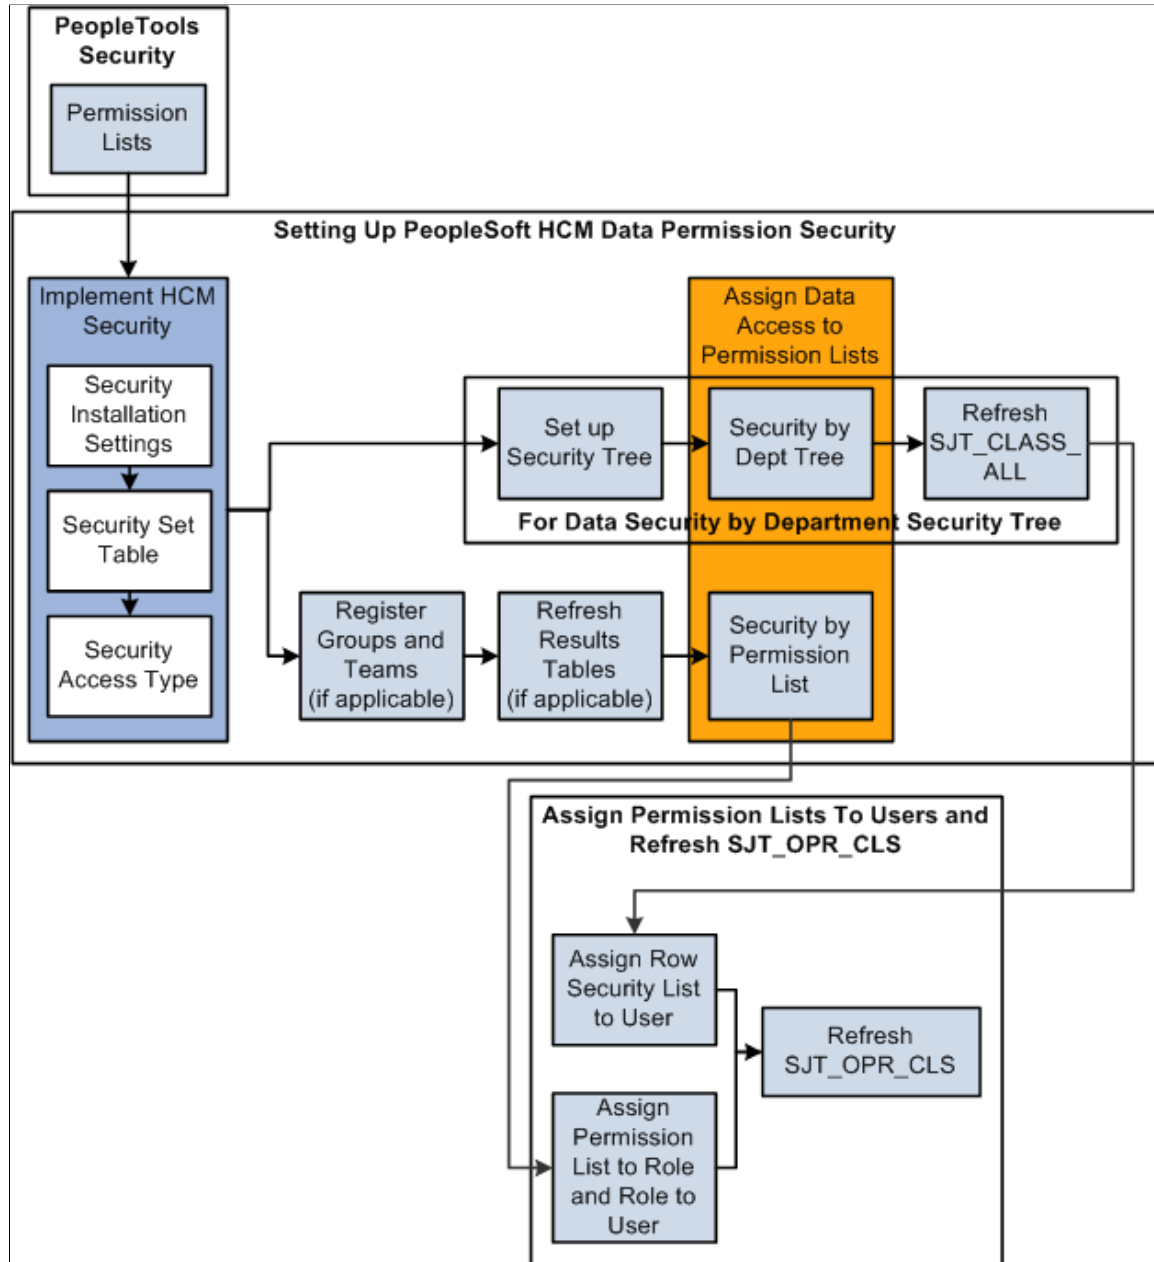 PeopleTools
Security
Permission
Lists
Setting Up PeopleSoft HCM Data Permission Security
Implement HCM
Security
Security
Installation
Settings
Security Set
Table
Security
Access Type
Assign Data
Access to
Permission Lists
Set up
Security Tree
Security by
Dept Tree
Refresh
SJT_CLASS_
ALL
For Data Security by Department Security Tree
Register
Groups and
Teams
(if applicable)
Refresh
Results
Tables
(if applicable)
Security by
Permission
List
Assign Permission Lists To Users and
Refresh SJT_OPR_CLS
Assign Row
Security List
to User
Refresh
SJT_OPR_CLS
Assign
Permission
List to Role
and Role to
User